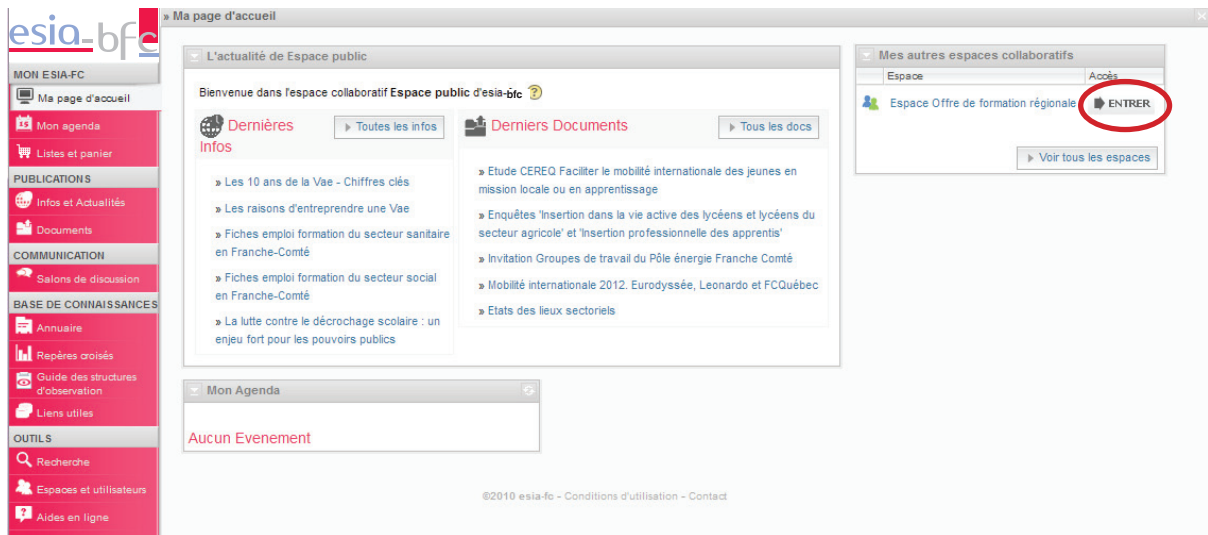 esia-bfc
» Ma page d'accueil
MON ESIA-FC
Ma page d'accueil
Mon agenda
Listes et panier
PUBLICATIONS
Infos et Actualités
Documents
COMMUNICATION
Salons de discussion
BASE DE CONNAISSANCES
Annuaire
Repères croisés
Guide des structures
d'observation
Liens utiles
OUTILS
Recherche
Espaces et utilisateurs
Aides en ligne
L'actualité de Espace public
Bienvenue dans l'espace collaboratif Espace public d'esia-bfc
Dernières
Infos
Toutes les infos
» Les 10 ans de la Vae - Chiffres clés
» Les raisons d'entreprendre une Vae
» Fiches emploi formation du secteur sanitaire
en Franche-Comté
» Fiches emploi formation du secteur social
en Franche-Comté
» La lutte contre le décrochage scolaire : un
enjeu fort pour les pouvoirs publics
Derniers Documents
Tous les docs
» Etude CEREQ Faciliter le mobilité internationale des jeunes en
mission locale ou en apprentissage
» Enquêtes 'Insertion dans la vie active des lycéens et lycéens du
secteur agricole' et 'Insertion professionnelle des apprentis'
» Invitation Groupes de travail du Pôle énergie Franche Comté
» Mobilité internationale 2012. Eurodyssée, Leonardo et FCQuébec
» Etats des lieux sectoriels
Mon Agenda
Aucun Evenement
Mes autres espaces collaboratifs
Espace Accès
Espace Offre de formation régionale ENTRER
Voir tous les espaces
©2010 esia-fc - Conditions d'utilisation - Contact